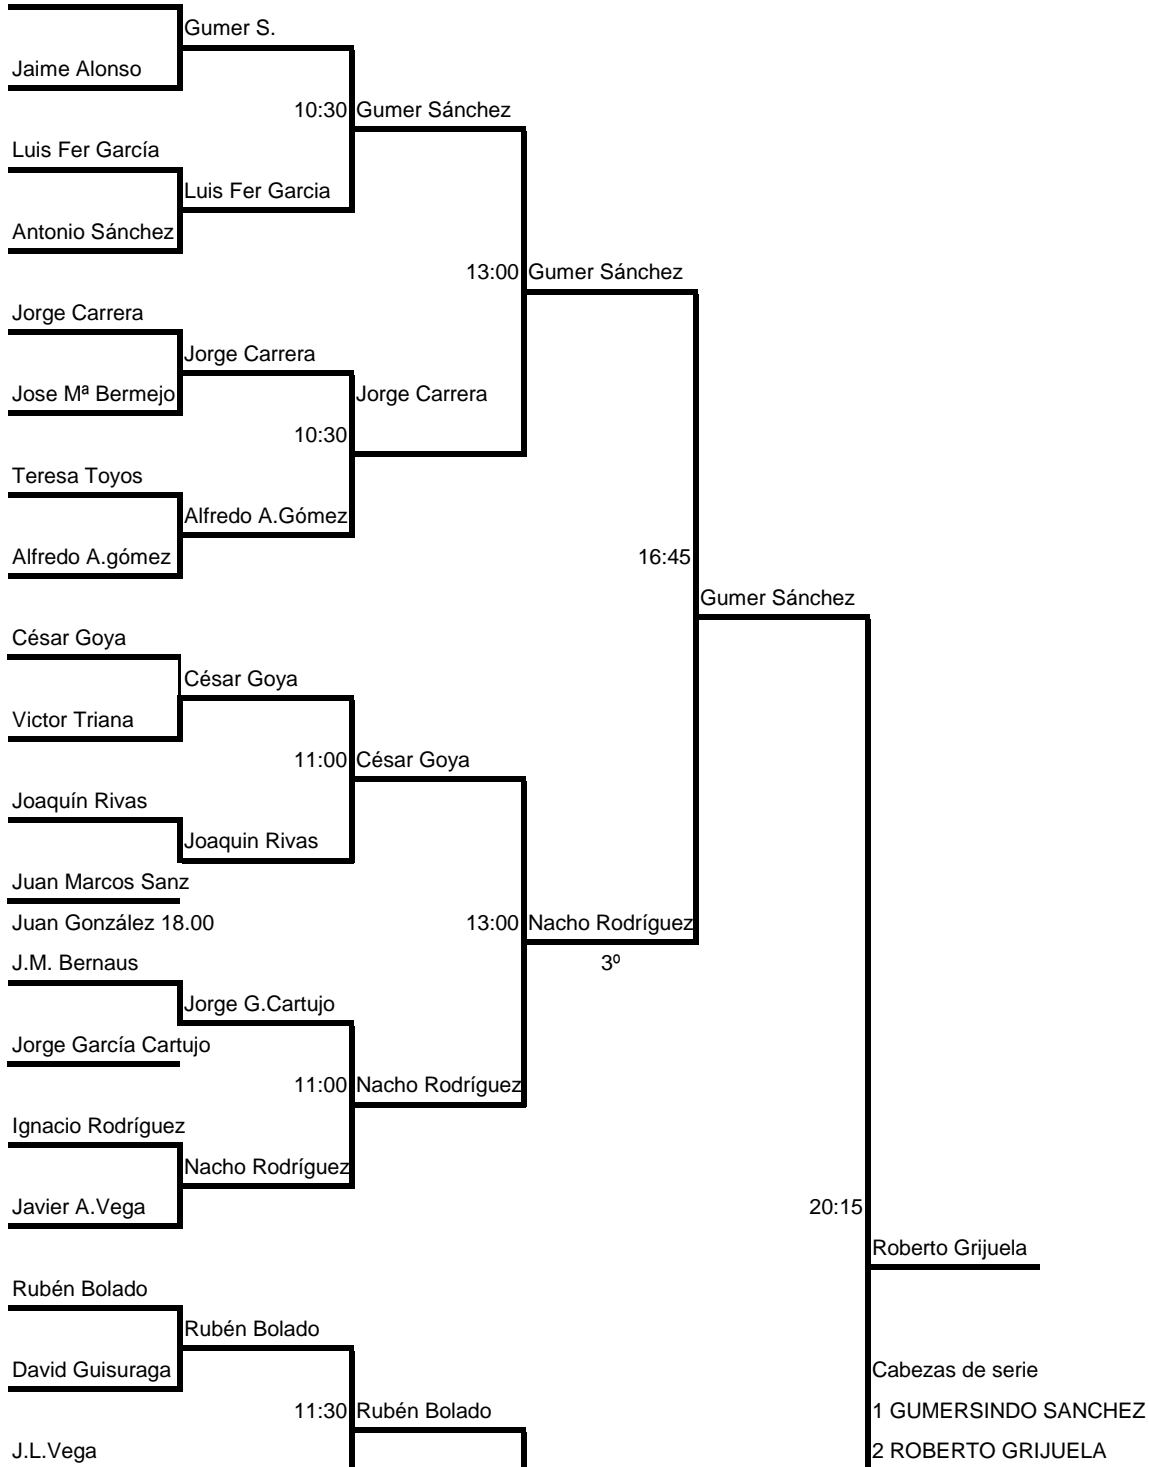 Gumer S.
Jaime Alonso
10:30 Gumer Sánchez
Luis Fer García
Luis Fer Garcia
Antonio Sánchez
13:00 Gumer Sánchez
Jorge Carrera
Jorge Carrera
Jose Mª Bermejo
Jorge Carrera
10:30
Teresa Toyos
Alfredo A.Gómez
Alfredo A.gómez
16:45
Gumer Sánchez
César Goya
César Goya
Victor Triana
11:00 César Goya
Joaquín Rivas
Joaquin Rivas
Juan Marcos Sanz
Juan González 18.00
13:00 Nacho Rodríguez
J.M. Bernaus
3º
Jorge G.Cartujo
Jorge García Cartujo
11:00 Nacho Rodríguez
Ignacio Rodríguez
Nacho Rodríguez
Javier A.Vega
20:15
Roberto Grijuela
Rubén Bolado
Rubén Bolado
David Guisuraga
Cabezas de serie
11:30 Rubén Bolado
1 GUMERSINDO SANCHEZ
J.L.Vega
2 ROBERTO GRIJUELA